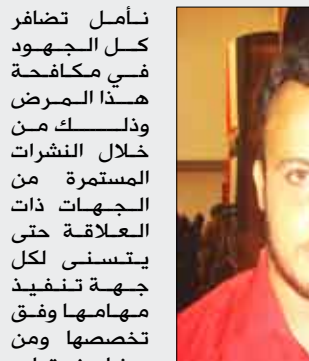 نأمل تضافر
كل الجهود
في مكافحة
هذا المرض
وذلك من
خلال النشرات
المستمرة من
الجهات ذات
العلاقة حتى
يتسنى لكل
جهة تنفيذ
مهامها وفق
تخصصها ومن